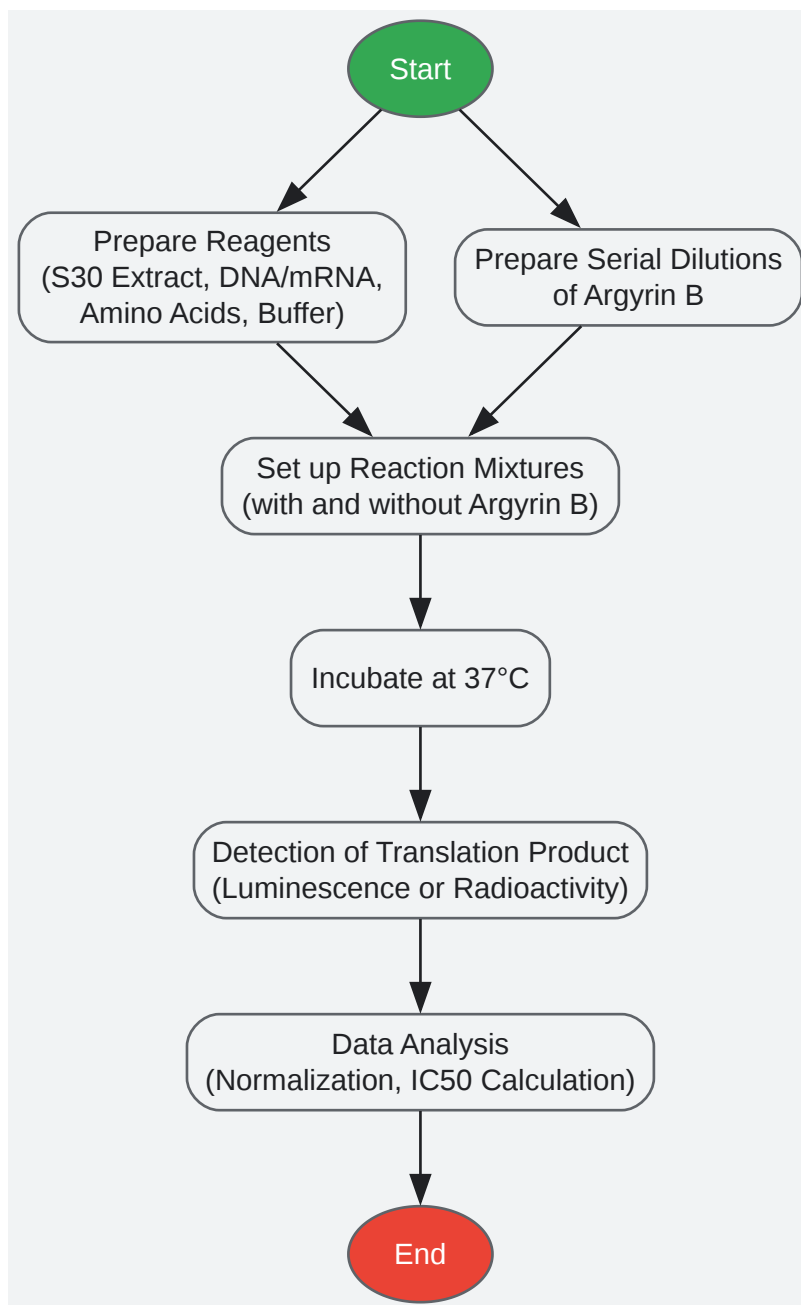 Start
Prepare Reagents
(S30 Extract, DNA/mRNA,
Amino Acids, Buffer)
Prepare Serial Dilutions
of Argyrin B
Set up Reaction Mixtures
(with and without Argyrin B)
Incubate at 37°C
Detection of Translation Product
(Luminescence or Radioactivity)
Data Analysis
(Normalization, IC50 Calculation)
End